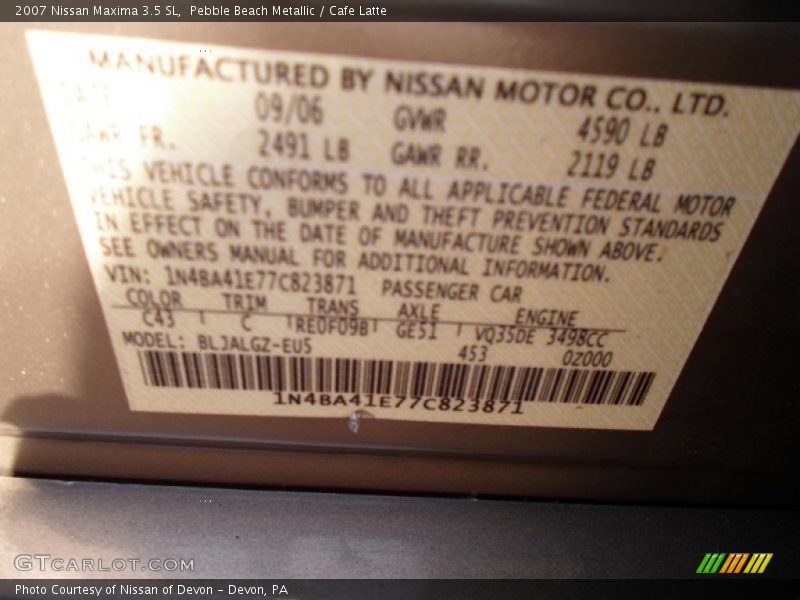 2007 Nissan Maxima 3.5 SL, Pebble Beach Metallic / Cafe Latte
MANUFACTURED BY NISSAN MOTOR CO., LTD.
DATE 09/06 GVWR 4590 LB
GAWR FR. 2491 LB GAWR RR. 2119 LB
THIS VEHICLE CONFORMS TO ALL APPLICABLE FEDERAL MOTOR
VEHICLE SAFETY, BUMPER AND THEFT PREVENTION STANDARDS
IN EFFECT ON THE DATE OF MANUFACTURE SHOWN ABOVE.
SEE OWNERS MANUAL FOR ADDITIONAL INFORMATION.
VIN: 1N4BA41E77C823871 PASSENGER CAR
COLOR TRIM TRANS AXLE ENGINE
C43 C RE0F09B GE51 VQ35DE 3498CC
MODEL: BLJALGZ-EU5 453 0Z000
1N4BA41E77C823871
GTCARLOT.COM
Photo Courtesy of Nissan of Devon - Devon, PA